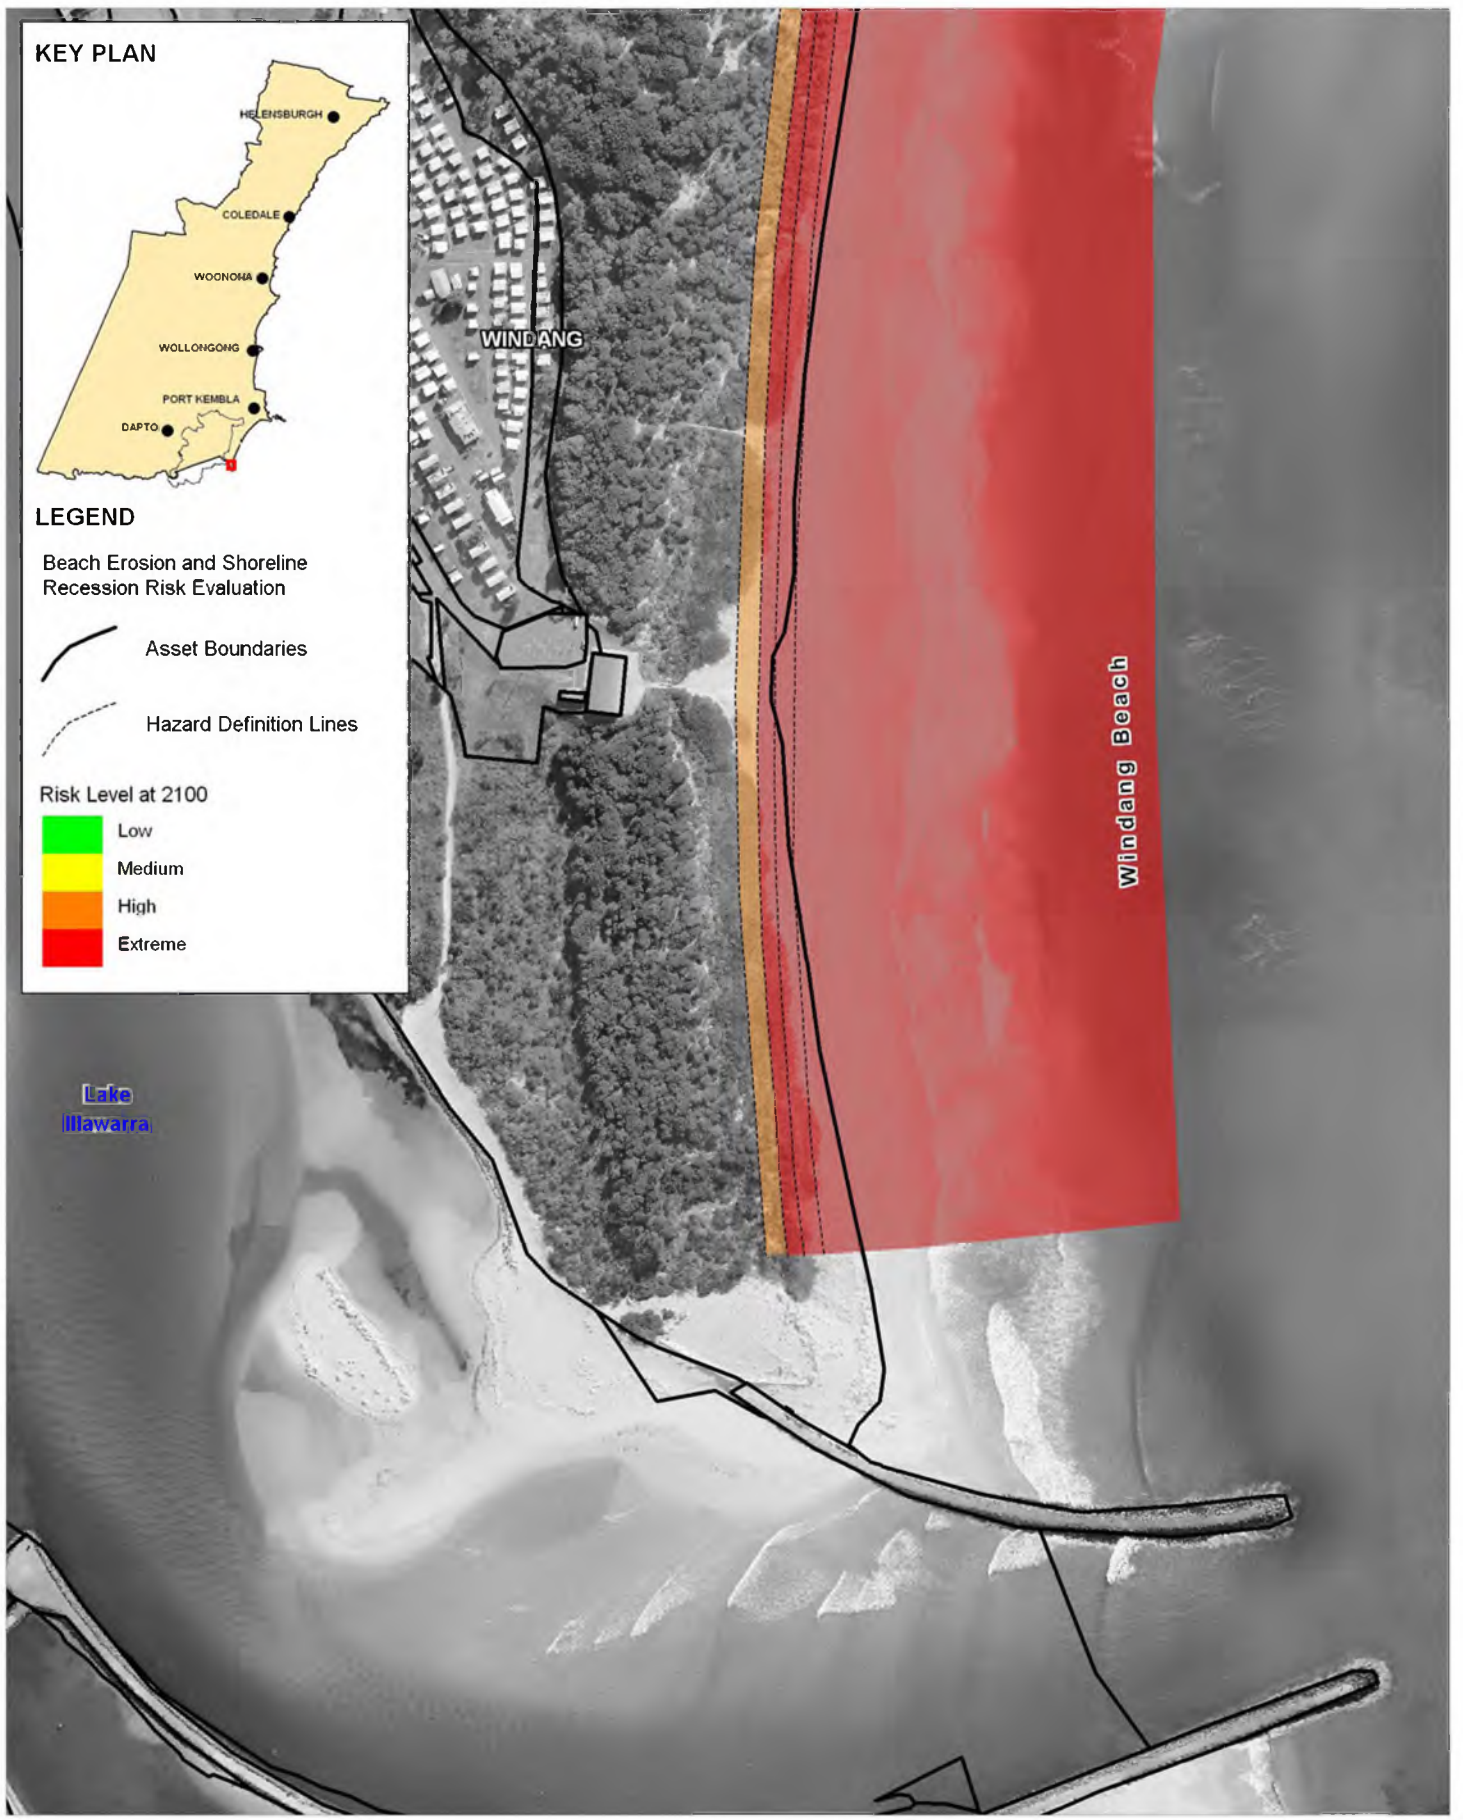 KEY PLAN
HELENSBURGH
COLEDALE
WOONONA
WOLLONGONG
PORT KEMBLA
DAPTO
LEGEND
Beach Erosion and Shoreline
Recession Risk Evaluation
Asset Boundaries
Hazard Definition Lines
Risk Level at 2100
Low
Medium
High
Extreme
WINDANG
Windang Beach
Lake
Illawarra